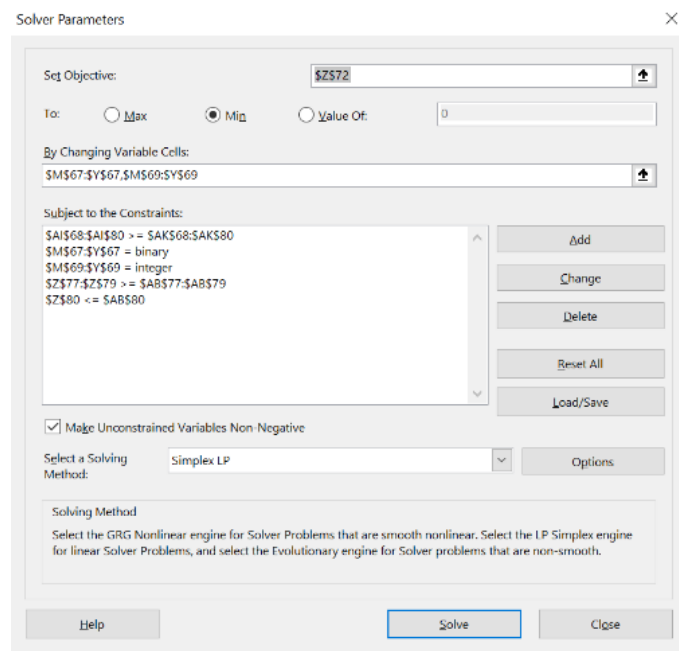 Solver Parameters
Set Objective:
$Z$72
To:
Max
Min
Value Of:
0
By Changing Variable Cells:
$M$67:$Y$67,$M$69:$Y$69
Subject to the Constraints:
$AI$68:$AI$80 >= $AK$68:$AK$80
$M$67:$Y$67 = binary
$M$69:$Y$69 = integer
$Z$77:$Z$79 >= $AB$77:$AB$79
$Z$80 <= $AB$80
Add
Change
Delete
Reset All
Load/Save
Make Unconstrained Variables Non-Negative
Select a Solving
Method:
Simplex LP
Options
Solving Method
Select the GRG Nonlinear engine for Solver Problems that are smooth nonlinear. Select the LP Simplex engine
for linear Solver Problems, and select the Evolutionary engine for Solver problems that are non-smooth.
Help
Solve
Close